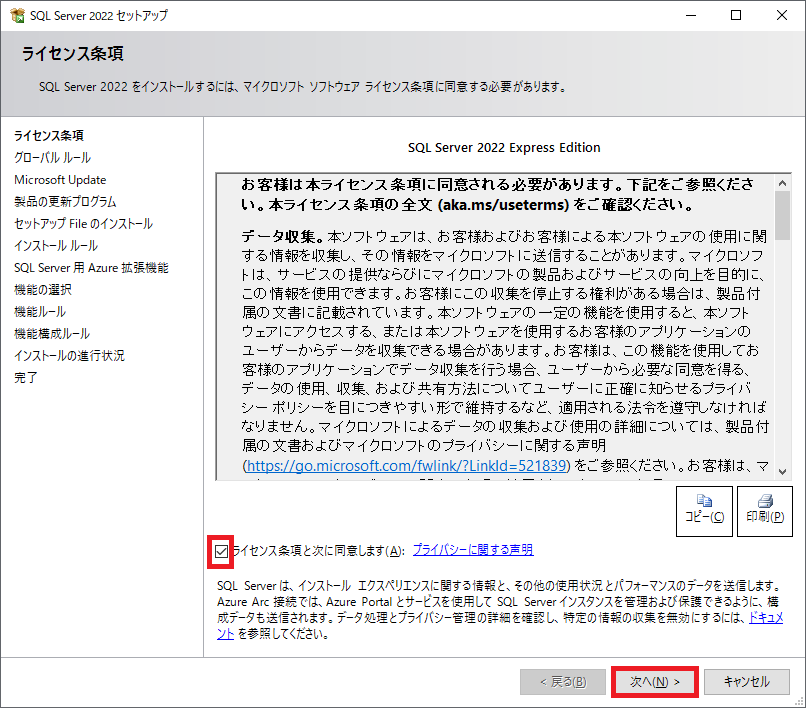 SQL Server 2022 セットアップ
ライセンス条項
SQL Server 2022 をインストールするには、マイクロソフト ソフトウェア ライセンス条項に同意する必要があります。
ライセンス条項
グローバル ルール
Microsoft Update
製品の更新プログラム
セットアップ File のインストール
インストール ルール
SQL Server 用 Azure 拡張機能
機能の選択
機能ルール
機能構成ルール
インストールの進行状況
完了
SQL Server 2022 Express Edition
お客様は本ライセンス条項に同意される必要があります。下記をご参照くださ
い。本ライセンス条項の全文 (aka.ms/useterms) をご確認ください。
データ収集。本ソフトウェアは、お客様およびお客様による本ソフトウェアの使用に関
する情報を収集し、その情報をマイクロソフトに送信することがあります。マイクロソフ
トは、サービスの提供ならびにマイクロソフトの製品およびサービスの向上を目的に、
この情報を使用できます。お客様にこの収集を停止する権利がある場合は、製品付
属の文書に記載されています。本ソフトウェアの一定の機能を使用すると、本ソフト
ウェアにアクセスする、または本ソフトウェアを使用するお客様のアプリケーションの
ユーザーからデータを収集できる場合があります。お客様は、この機能を使用してお
客様のアプリケーションでデータ収集を行う場合、ユーザーから必要な同意を得る、
データの使用、収集、および共有方法についてユーザーに正確に知らせるプライバ
シー ポリシーを目につきやすい形で維持するなど、適用される法令を遵守しなければ
なりません。マイクロソフトによるデータの収集および使用の詳細については、製品付
属の文書およびマイクロソフトのプライバシーに関する声明
(https://go.microsoft.com/fwlink/?LinkId=521839) をご参照ください。お客様は、マ
コピー(C)
印刷(P)
ライセンス条項と次に同意します(A): プライバシーに関する声明
SQL Server は、インストール エクスペリエンスに関する情報と、その他の使用状況とパフォーマンスのデータを送信します。
Azure Arc 接続では、Azure Portal とサービスを使用して SQL Server インスタンスを管理および保護できるように、構
成データも送信されます。データ処理とプライバシー管理の詳細を確認し、特定の情報の収集を無効にするには、ドキュメ
ント を参照してください。
< 戻る(B)
次へ(N) >
キャンセル